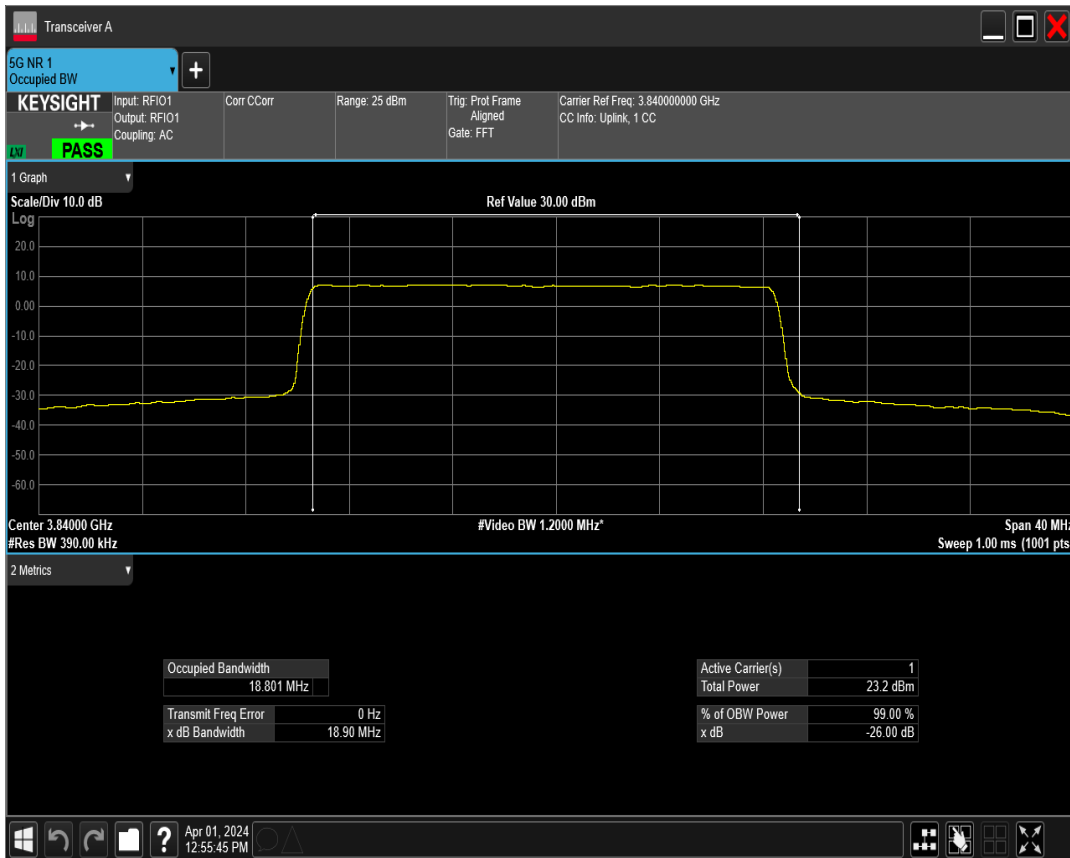 Transceiver A
5G NR 1
Occupied BW
+
KEYSIGHT
LXI
PASS
Input: RFIO1
Output: RFIO1
Coupling: AC
Corr CCorr
Range: 25 dBm
Trig: Prot Frame
Aligned
Gate: FFT
Carrier Ref Freq: 3.840000000 GHz
CC Info: Uplink, 1 CC
1 Graph
Scale/Div 10.0 dB
Ref Value 30.00 dBm
Log
20.0
10.0
0.00
-10.0
-20.0
-30.0
-40.0
-50.0
-60.0
Center 3.84000 GHz
#Video BW 1.2000 MHz*
Span 40 MHz
#Res BW 390.00 kHz
Sweep 1.00 ms (1001 pts
2 Metrics
Occupied Bandwidth
18.801 MHz
Transmit Freq Error 0 Hz
x dB Bandwidth 18.90 MHz
Active Carrier(s) 1
Total Power 23.2 dBm
% of OBW Power 99.00 %
x dB -26.00 dB
?
Apr 01, 2024
12:55:45 PM